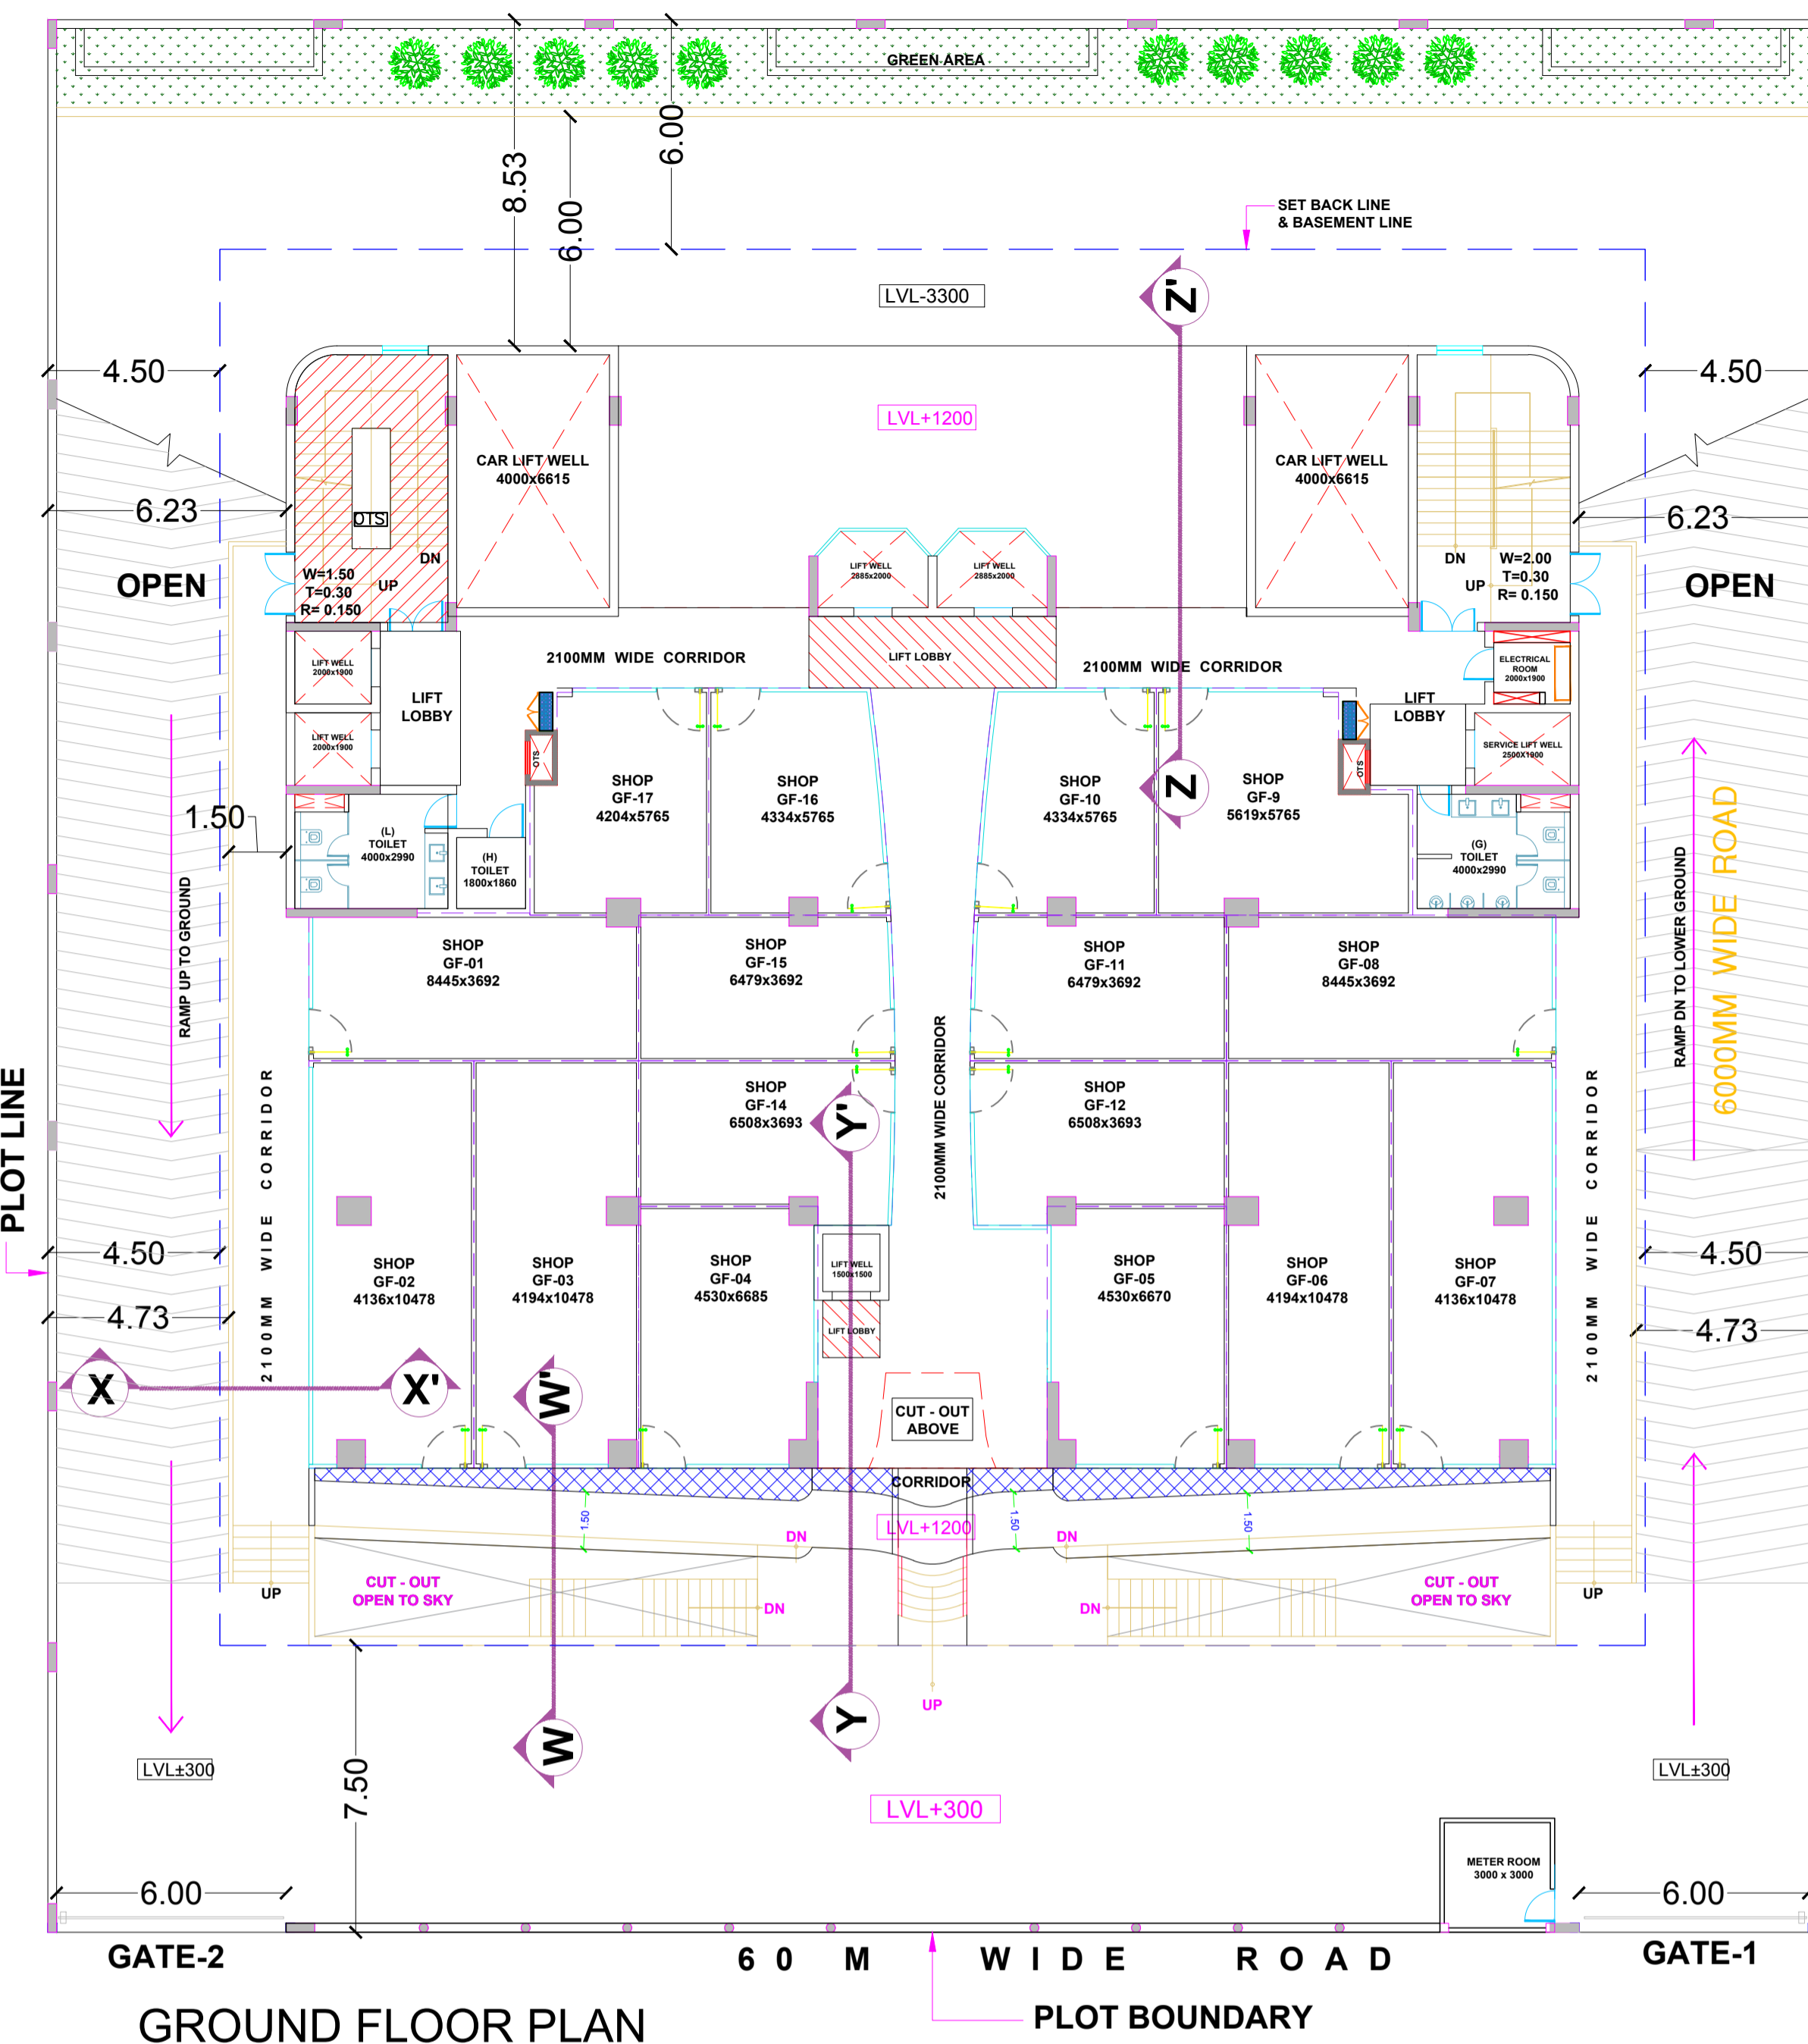 GREEN AREA
8.53
6.00
6.00
SET BACK LINE
& BASEMENT LINE
LVL-3300
Z'
4.50
4.50
LVL+1200
CAR LIFT WELL
4000x6615
CAR LIFT WELL
4000x6615
6.23
OTS
6.23
OPEN
DN
W=1.50
T=0.30
R= 0.150
UP
LIFT WELL
2885x2000
LIFT WELL
2885x2000
DN
UP
W=2.00
T=0.30
R= 0.150
OPEN
LIFT WELL
2000x1900
LIFT
LOBBY
2100MM WIDE CORRIDOR
LIFT LOBBY
2100MM WIDE CORRIDOR
ELECTRICAL
ROOM
2000x1900
LIFT
LOBBY
LIFT WELL
2000x1900
OTS
SERVICE LIFT WELL
2500X1900
OTS
SHOP
GF-17
4204x5765
SHOP
GF-16
4334x5765
SHOP
GF-10
4334x5765
Z
SHOP
GF-9
5619x5765
1.50
(L)
TOILET
4000x2990
(H)
TOILET
1800x1860
(G)
TOILET
4000x2990
RAMP UP TO GROUND
RAMP DN TO LOWER GROUND
6000MM WIDE ROAD
SHOP
GF-01
8445x3692
SHOP
GF-15
6479x3692
SHOP
GF-11
6479x3692
SHOP
GF-08
8445x3692
2100MM WIDE CORRIDOR
PLOT LINE
2100MM WIDE CORRIDOR
SHOP
GF-14
6508x3693
Y'
SHOP
GF-12
6508x3693
2100MM WIDE CORRIDOR
4.50
4.50
SHOP
GF-02
4136x10478
SHOP
GF-03
4194x10478
SHOP
GF-04
4530x6685
LIFT WELL
1500x1500
SHOP
GF-05
4530x6670
SHOP
GF-06
4194x10478
SHOP
GF-07
4136x10478
4.73
LIFT LOBBY
4.73
X
X'
W'
CUT - OUT
ABOVE
CORRIDOR
1.50
LVL+1200
1.50
1.50
DN
DN
CUT - OUT
OPEN TO SKY
CUT - OUT
OPEN TO SKY
UP
DN
DN
UP
UP
W
Y
LVL±300
7.50
LVL+300
LVL±300
METER ROOM
3000 x 3000
6.00
6.00
GATE-2
60 M WIDE ROAD
GATE-1
GROUND FLOOR PLAN
PLOT BOUNDARY